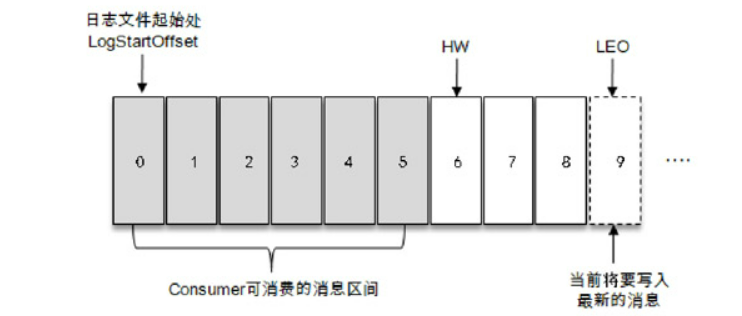 日志文件起始处
LogStartOffset
HW
LEO
0 1 2 3 4 5 6 7 8 9 ....
Consumer可消费的消息区间
当前将要写入
最新的消息